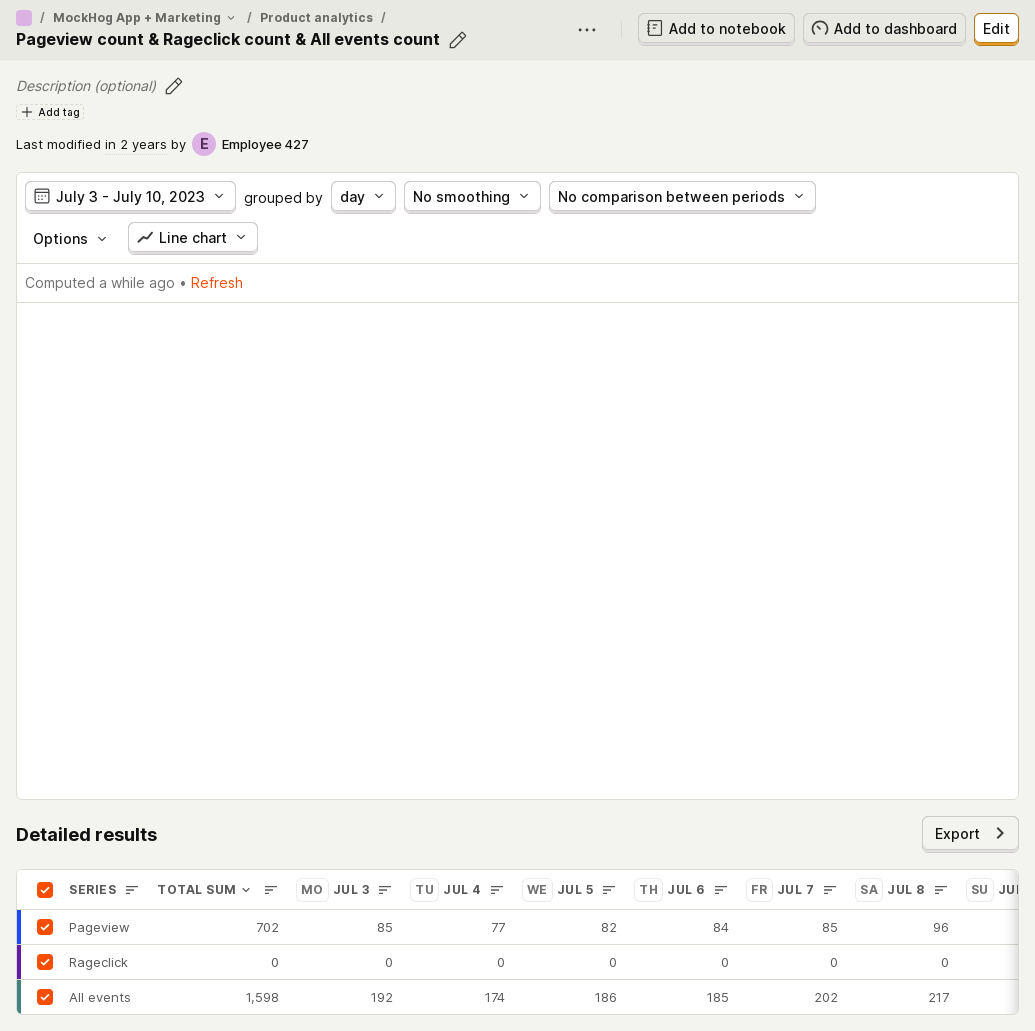 / MockHog App + Marketing / Product analytics /
Pageview count & Rageclick count & All events count
Add to notebook
Add to dashboard
Edit
Description (optional)
Add tag
Last modified in 2 years by E Employee 427
July 3 - July 10, 2023 grouped by day No smoothing No comparison between periods
Options Line chart
Computed a while ago • Refresh
Detailed results
Export
SERIES TOTAL SUM MO JUL 3 TU JUL 4 WE JUL 5 TH JUL 6 FR JUL 7 SA JUL 8 SU
Pageview 702 85 77 82 84 85 96
Rageclick 0 0 0 0 0 0 0
All events 1,598 192 174 186 185 202 217